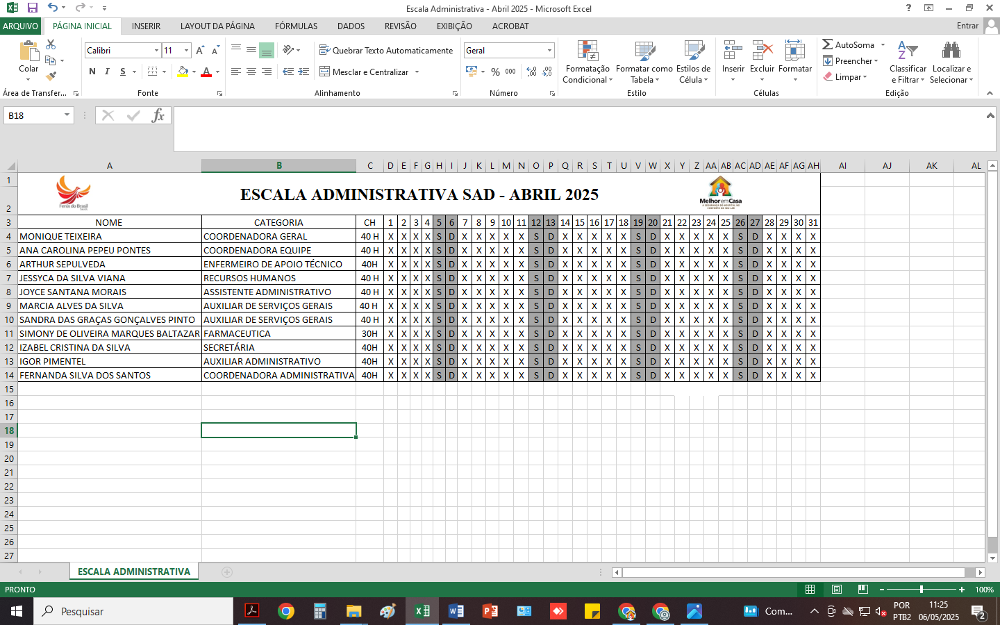 Escala Administrativa - Abril 2025 - Microsoft Excel
ARQUIVO PÁGINA INICIAL INSERIR LAYOUT DA PÁGINA FÓRMULAS DADOS REVISÃO EXIBIÇÃO ACROBAT Entrar
Colar
Calibri 11
N I S
Quebrar Texto Automaticamente
Mesclar e Centralizar
Geral
% 000
Formatação Condicional
Formatar como Tabela
Estilos de Célula
Inserir Excluir Formatar
AutoSoma
Preencher
Limpar
Classificar e Filtrar
Localizar e Selecionar
Área de Transfer... Fonte Alinhamento Número Estilo Células Edição
B18 fx
A B C D E F G H I J K L M N O P Q R S T U V W X Y Z AA AB AC AD AE AF AG AH AI AJ AK AL
1
2
Fenix do Brasil
ESCALA ADMINISTRATIVA SAD - ABRIL 2025
Melhor em Casa
A SEGURANÇA DO HOSPITAL NO CONFORTO DO SEU LAR
3 NOME CATEGORIA CH 1 2 3 4 5 6 7 8 9 10 11 12 13 14 15 16 17 18 19 20 21 22 23 24 25 26 27 28 29 30 31
4 MONIQUE TEIXEIRA COORDENADORA GERAL 40 H X X X X S D X X X X X S D X X X X X S D X X X X X S D X X X X
5 ANA CAROLINA PEPEU PONTES COORDENADORA EQUIPE 40 H X X X X S D X X X X X S D X X X X X S D X X X X X S D X X X X
6 ARTHUR SEPULVEDA ENFERMEIRO DE APOIO TÉCNICO 40H X X X X S D X X X X X S D X X X X X S D X X X X X S D X X X X
7 JESSYCA DA SILVA VIANA RECURSOS HUMANOS 40 H X X X X S D X X X X X S D X X X X X S D X X X X X S D X X X X
8 JOYCE SANTANA MORAIS ASSISTENTE ADMINISTRATIVO 40 H X X X X S D X X X X X S D X X X X X S D X X X X X S D X X X X
9 MARCIA ALVES DA SILVA AUXILIAR DE SERVIÇOS GERAIS 40 H X X X X S D X X X X X S D X X X X X S D X X X X X S D X X X X
10 SANDRA DAS GRAÇAS GONÇALVES PINTO AUXILIAR DE SERVIÇOS GERAIS 40 H X X X X S D X X X X X S D X X X X X S D X X X X X S D X X X X
11 SIMONY DE OLIVEIRA MARQUES BALTAZAR FARMACEUTICA 30H X X X X S D X X X X X S D X X X X X S D X X X X X S D X X X X
12 IZABEL CRISTINA DA SILVA SECRETÁRIA 40H X X X X S D X X X X X S D X X X X X S D X X X X X S D X X X X
13 IGOR PIMENTEL AUXILIAR ADMINISTRATIVO 40H X X X X S D X X X X X S D X X X X X S D X X X X X S D X X X X
14 FERNANDA SILVA DOS SANTOS COORDENADORA ADMINISTRATIVA 40H X X X X S D X X X X X S D X X X X X S D X X X X X S D X X X X
15
16
17
18
19
20
21
22
23
24
25
26
27
ESCALA ADMINISTRATIVA
PRONTO 100%
Pesquisar
Com...
POR
PTB2
11:25
06/05/2025
2